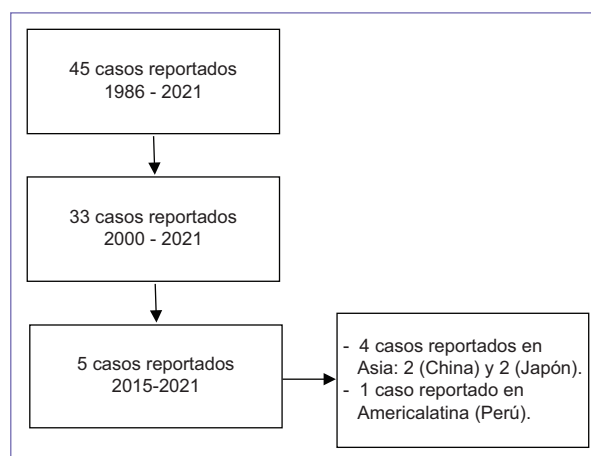 45 casos reportados
1986 - 2021
33 casos reportados
2000 - 2021
5 casos reportados
2015-2021
- 4 casos reportados en
Asia: 2 (China) y 2 (Japón).
- 1 caso reportado en
Americalatina (Perú).